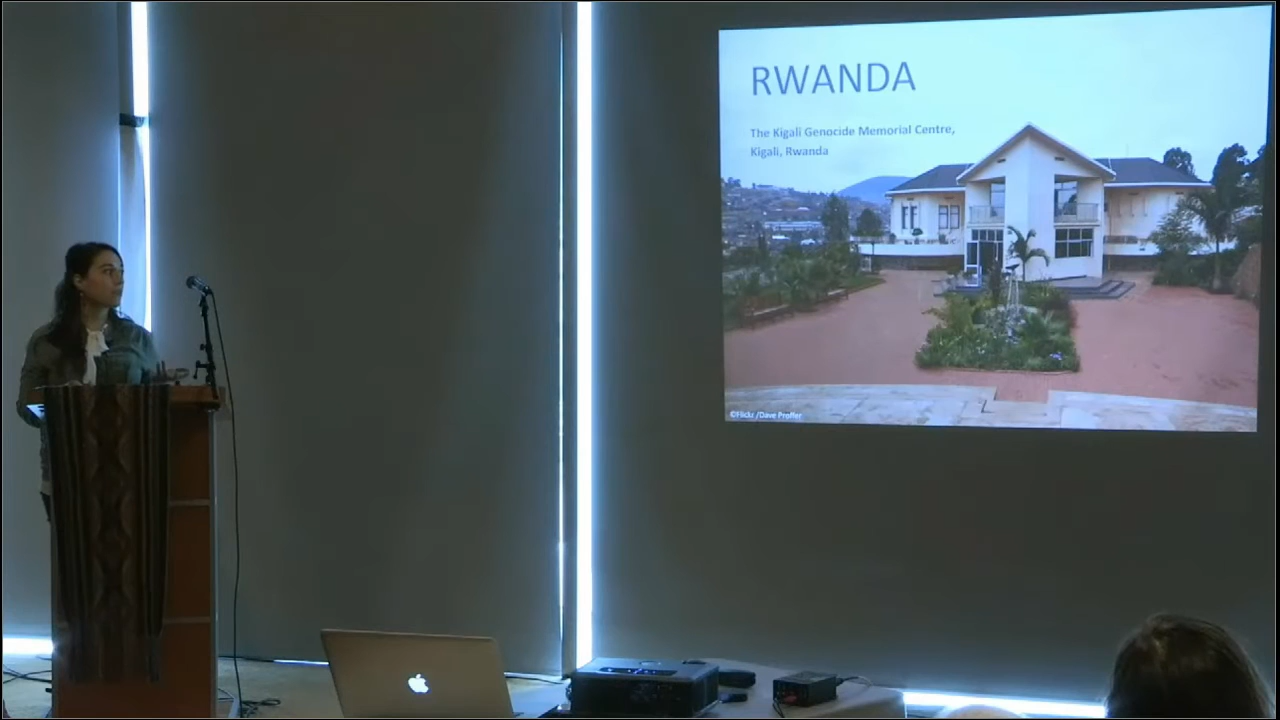 RWANDA
The Kigali Genocide Memorial Centre,
Kigali, Rwanda
©Flickr /Dave Proffer